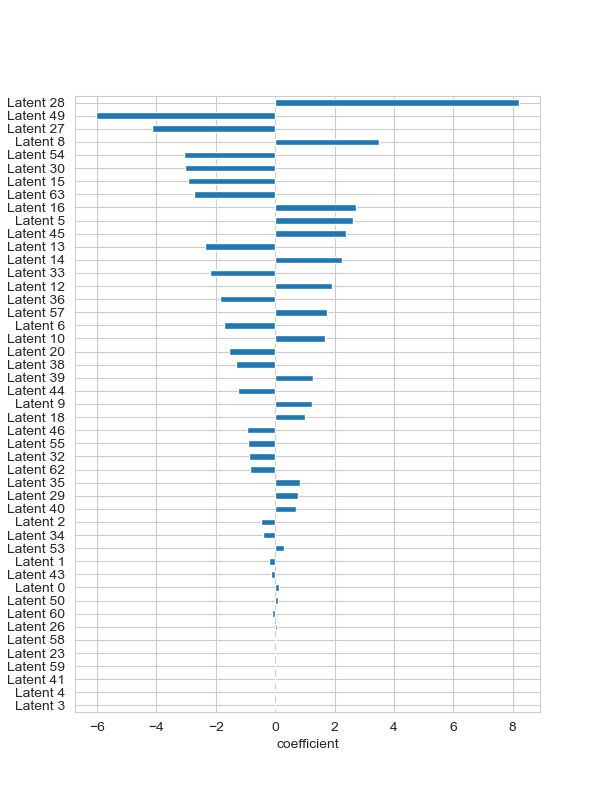 Latent 28
Latent 49
Latent 27
Latent 8
Latent 54
Latent 30
Latent 15
Latent 63
Latent 16
Latent 5
Latent 45
Latent 13
Latent 14
Latent 33
Latent 12
Latent 36
Latent 57
Latent 6
Latent 10
Latent 20
Latent 38
Latent 39
Latent 44
Latent 9
Latent 18
Latent 46
Latent 55
Latent 32
Latent 62
Latent 35
Latent 29
Latent 40
Latent 2
Latent 34
Latent 53
Latent 1
Latent 43
Latent 0
Latent 50
Latent 60
Latent 26
Latent 58
Latent 23
Latent 59
Latent 41
Latent 4
Latent 3
−6 −4 −2 0 2 4 6 8
coefficient